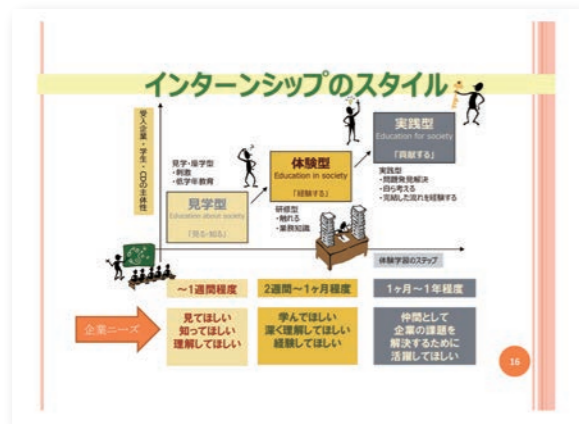 インターンシップのスタイル
受入企業・学生・CDの主体性
見学・座学型
・刺激
・低学年教育
見学型
Education about society
「見る・知る」
体験型
Education in society
「経験する」
研修型
・触れる
・業務知識
実践型
Education for society
「貢献する」
実践型
・問題発見解決
・自ら考える
・完結した流れを経験する
体験学習のステップ
～1週間程度
2週間～1ヶ月程度
1ヶ月～1年程度
企業ニーズ
見てほしい
知ってほしい
理解してほしい
学んでほしい
深く理解してほしい
経験してほしい
仲間として
企業の課題を
解決するために
活躍してほしい
16